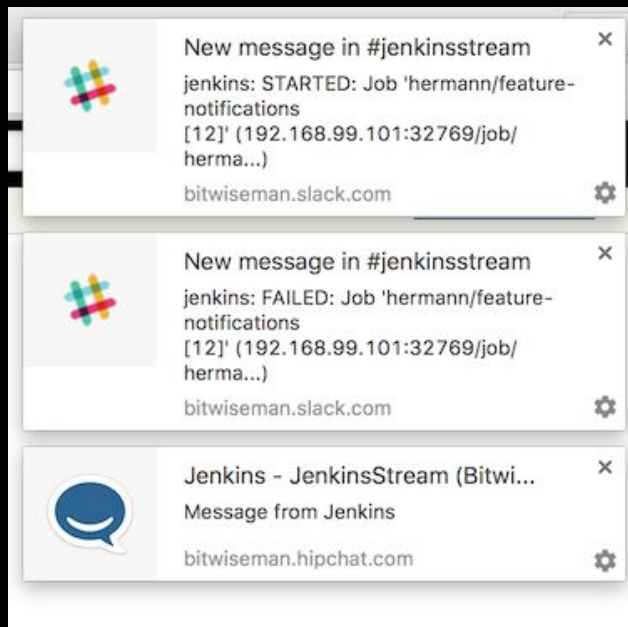 New message in #jenkinsstream
jenkins: STARTED: Job 'hermann/feature-
notifications
[12]' (192.168.99.101:32769/job/
herma...)
bitwiseman.slack.com
New message in #jenkinsstream
jenkins: FAILED: Job 'hermann/feature-
notifications
[12]' (192.168.99.101:32769/job/
herma...)
bitwiseman.slack.com
Jenkins - JenkinsStream (Bitwi...
Message from Jenkins
bitwiseman.hipchat.com